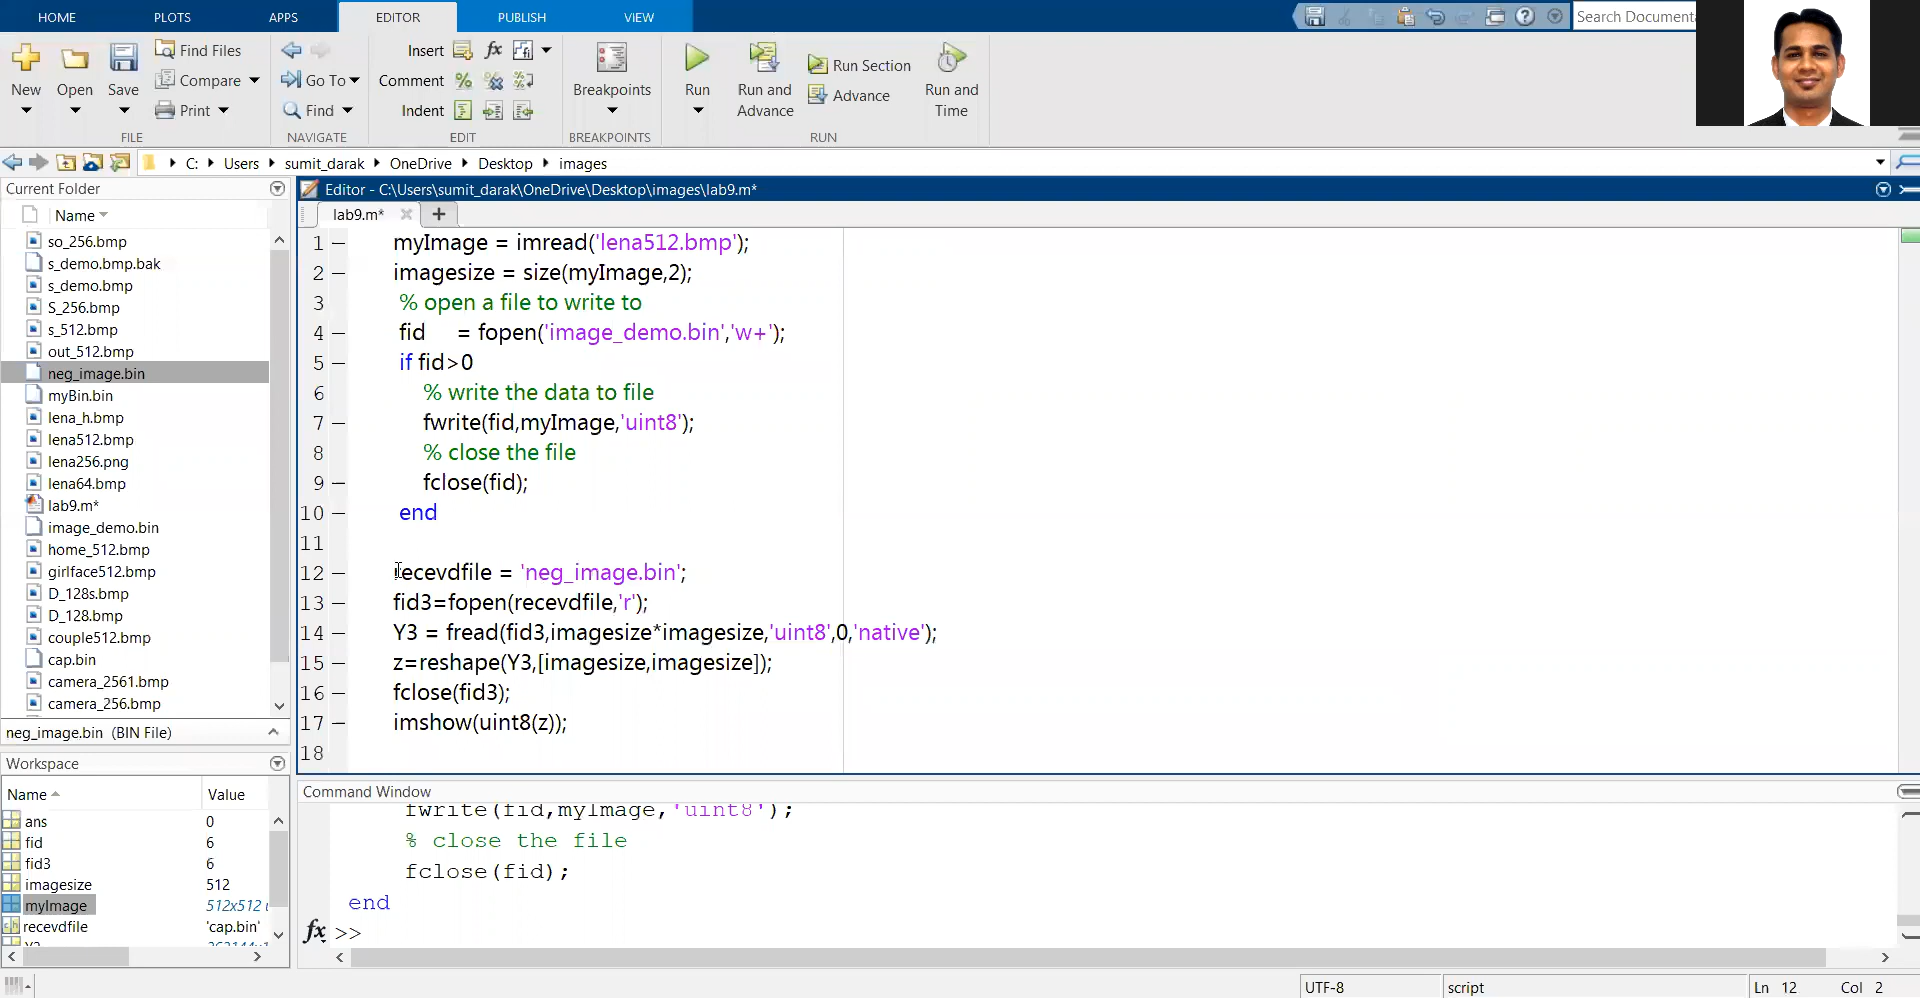 HOME PLOTS APPS EDITOR PUBLISH VIEW
Search Documenta
New Open Save Find Files Compare Print
Go To Find
Insert Comment Indent
Breakpoints
Run Run and Advance Run Section Advance Run and Time
FILE NAVIGATE EDIT BREAKPOINTS RUN
C: Users sumit_darak OneDrive Desktop images
Current Folder
Name
so_256.bmp
s_demo.bmp.bak
s_demo.bmp
S_256.bmp
s_512.bmp
out_512.bmp
neg_image.bin
myBin.bin
lena_h.bmp
lena512.bmp
lena256.png
lena64.bmp
lab9.m*
image_demo.bin
home_512.bmp
girlface512.bmp
D_128s.bmp
D_128.bmp
couple512.bmp
cap.bin
camera_2561.bmp
camera_256.bmp
neg_image.bin (BIN File)
Workspace
Name Value
ans 0
fid 6
fid3 6
imagesize 512
myImage 512x512 u
recevdfile 'cap.bin'
Editor - C:\Users\sumit_darak\OneDrive\Desktop\images\lab9.m*
lab9.m*
1 myImage = imread('lena512.bmp');
2 imagesize = size(myImage,2);
3 % open a file to write to
4 fid = fopen('image_demo.bin','w+');
5 if fid>0
6 % write the data to file
7 fwrite(fid,myImage,'uint8');
8 % close the file
9 fclose(fid);
10 end
11
12 recevdfile = 'neg_image.bin';
13 fid3=fopen(recevdfile,'r');
14 Y3 = fread(fid3,imagesize*imagesize,'uint8',0,'native');
15 z=reshape(Y3,[imagesize,imagesize]);
16 fclose(fid3);
17 imshow(uint8(z));
18
Command Window
fwrite(fid,myImage,'uint8');
% close the file
fclose(fid);
end
fx >>
UTF-8 script Ln 12 Col 2